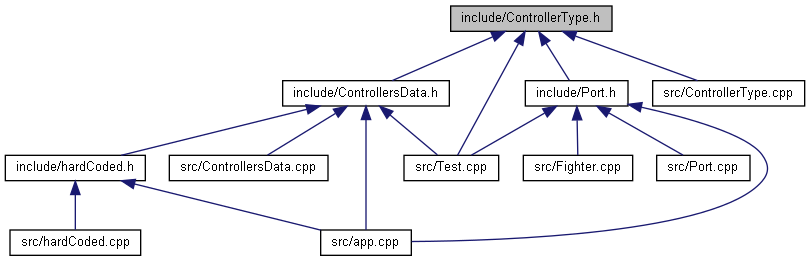 include/ControllerType.h
include/ControllersData.h
include/Port.h
src/ControllerType.cpp
include/hardCoded.h
src/ControllersData.cpp
src/Test.cpp
src/Fighter.cpp
src/Port.cpp
src/hardCoded.cpp
src/app.cpp